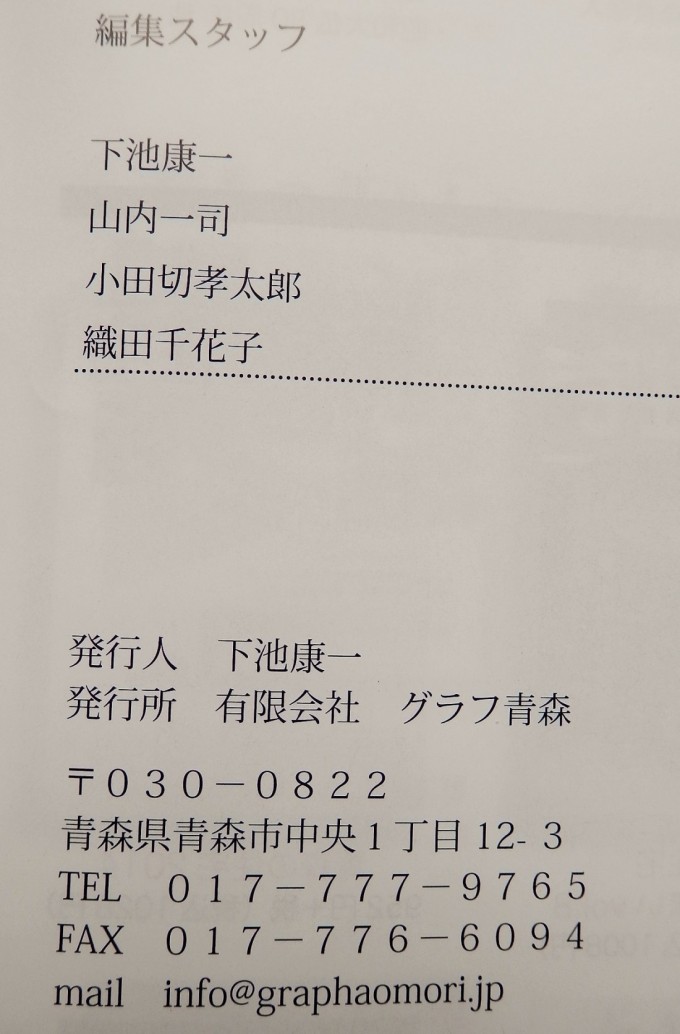 編集スタッフ
下池康一
山内一司
小田切孝太郎
織田千花子
発行人　下池康一
発行所　有限会社　グラフ青森
〒０３０－０８２２
青森県青森市中央１丁目 12-３
TEL　０１７－７７７－９７６５
FAX　０１７－７７６－６０９４
mail　info@graphaomori.jp